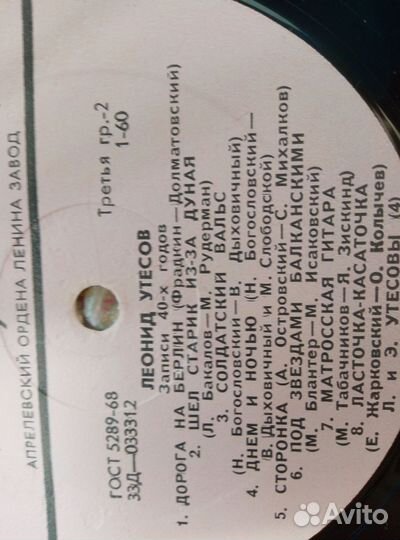 АПРЕЛЕВСКИЙ ОРДЕНА ЛЕНИНА ЗАВОД
ГОСТ 5289-68
33Д—033312
Третья гр.-2
1-60
ЛЕОНИД УТЕСОВ
Записи 40-х годов
1. ДОРОГА НА БЕРЛИН (Фрадкин—Долматовский)
2. ШЕЛ СТАРИК ИЗ-ЗА ДУНАЯ
(Л. Бакалов—М. Рудерман)
3. СОЛДАТСКИЙ ВАЛЬС
(Н. Богословский—В. Дыховичный)
4. ДНЕМ И НОЧЬЮ (Н. Богословский—
В. Дыховичный и М. Слободской)
5. СТОРОНКА (А. Островский—С. Михалков)
6. ПОД ЗВЕЗДАМИ БАЛКАНСКИМИ
(М. Блантер—М. Исаковский)
7. МАТРОССКАЯ ГИТАРА
(М. Табачников—Я. Зискинд)
8. ЛАСТОЧКА-КАСАТОЧКА
(Е. Жарковский—О. Колычев)
Л. и Э. УТЕСОВЫ (4)
Avito